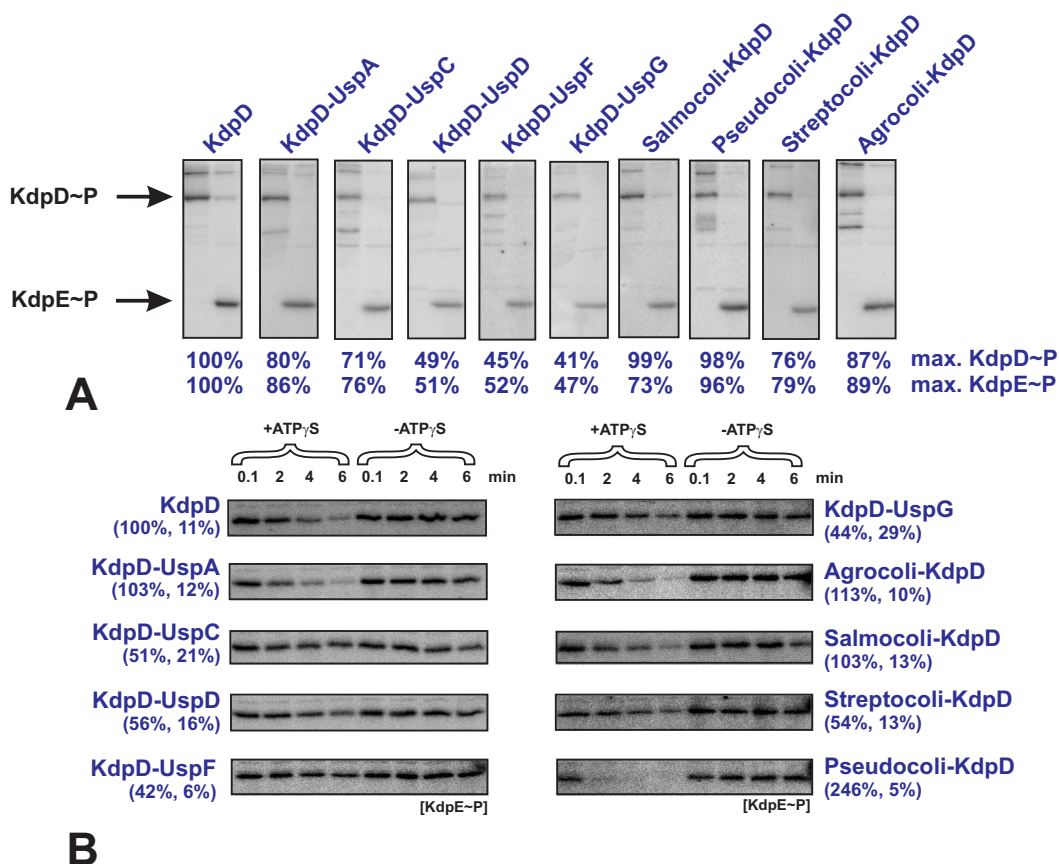 KdpD
KdpD-UspA
KdpD-UspC
KdpD-UspD
KdpD-UspF
KdpD-UspG
Salmocoli-KdpD
Pseudocoli-KdpD
Streptocoli-KdpD
Agrocoli-KdpD
KdpD~P
KdpE~P
100% 80% 71% 49% 45% 41% 99% 98% 76% 87% max. KdpD~P
100% 86% 76% 51% 52% 47% 73% 96% 79% 89% max. KdpE~P
A
+ATPγS -ATPγS
0.1 2 4 6 0.1 2 4 6 min
KdpD
(100%, 11%)
KdpD-UspA
(103%, 12%)
KdpD-UspC
(51%, 21%)
KdpD-UspD
(56%, 16%)
KdpD-UspF
(42%, 6%)
[KdpE~P]
+ATPγS -ATPγS
0.1 2 4 6 0.1 2 4 6 min
KdpD-UspG
(44%, 29%)
Agrocoli-KdpD
(113%, 10%)
Salmocoli-KdpD
(103%, 13%)
Streptocoli-KdpD
(54%, 13%)
Pseudocoli-KdpD
(246%, 5%)
[KdpE~P]
B